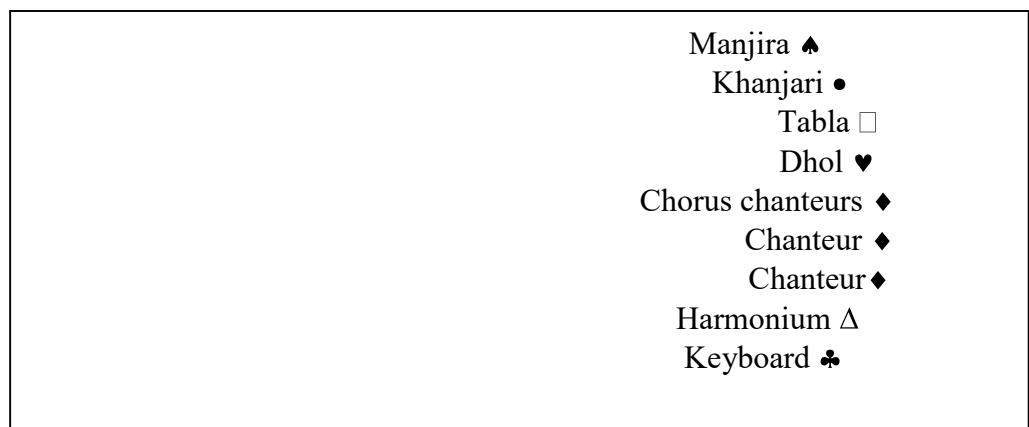 Manjira ♠
Khanjari ●
Tabla □
Dhol ♥
Chorus chanteurs ♦
Chanteur ♦
Chanteur♦
Harmonium Δ
Keyboard ♣